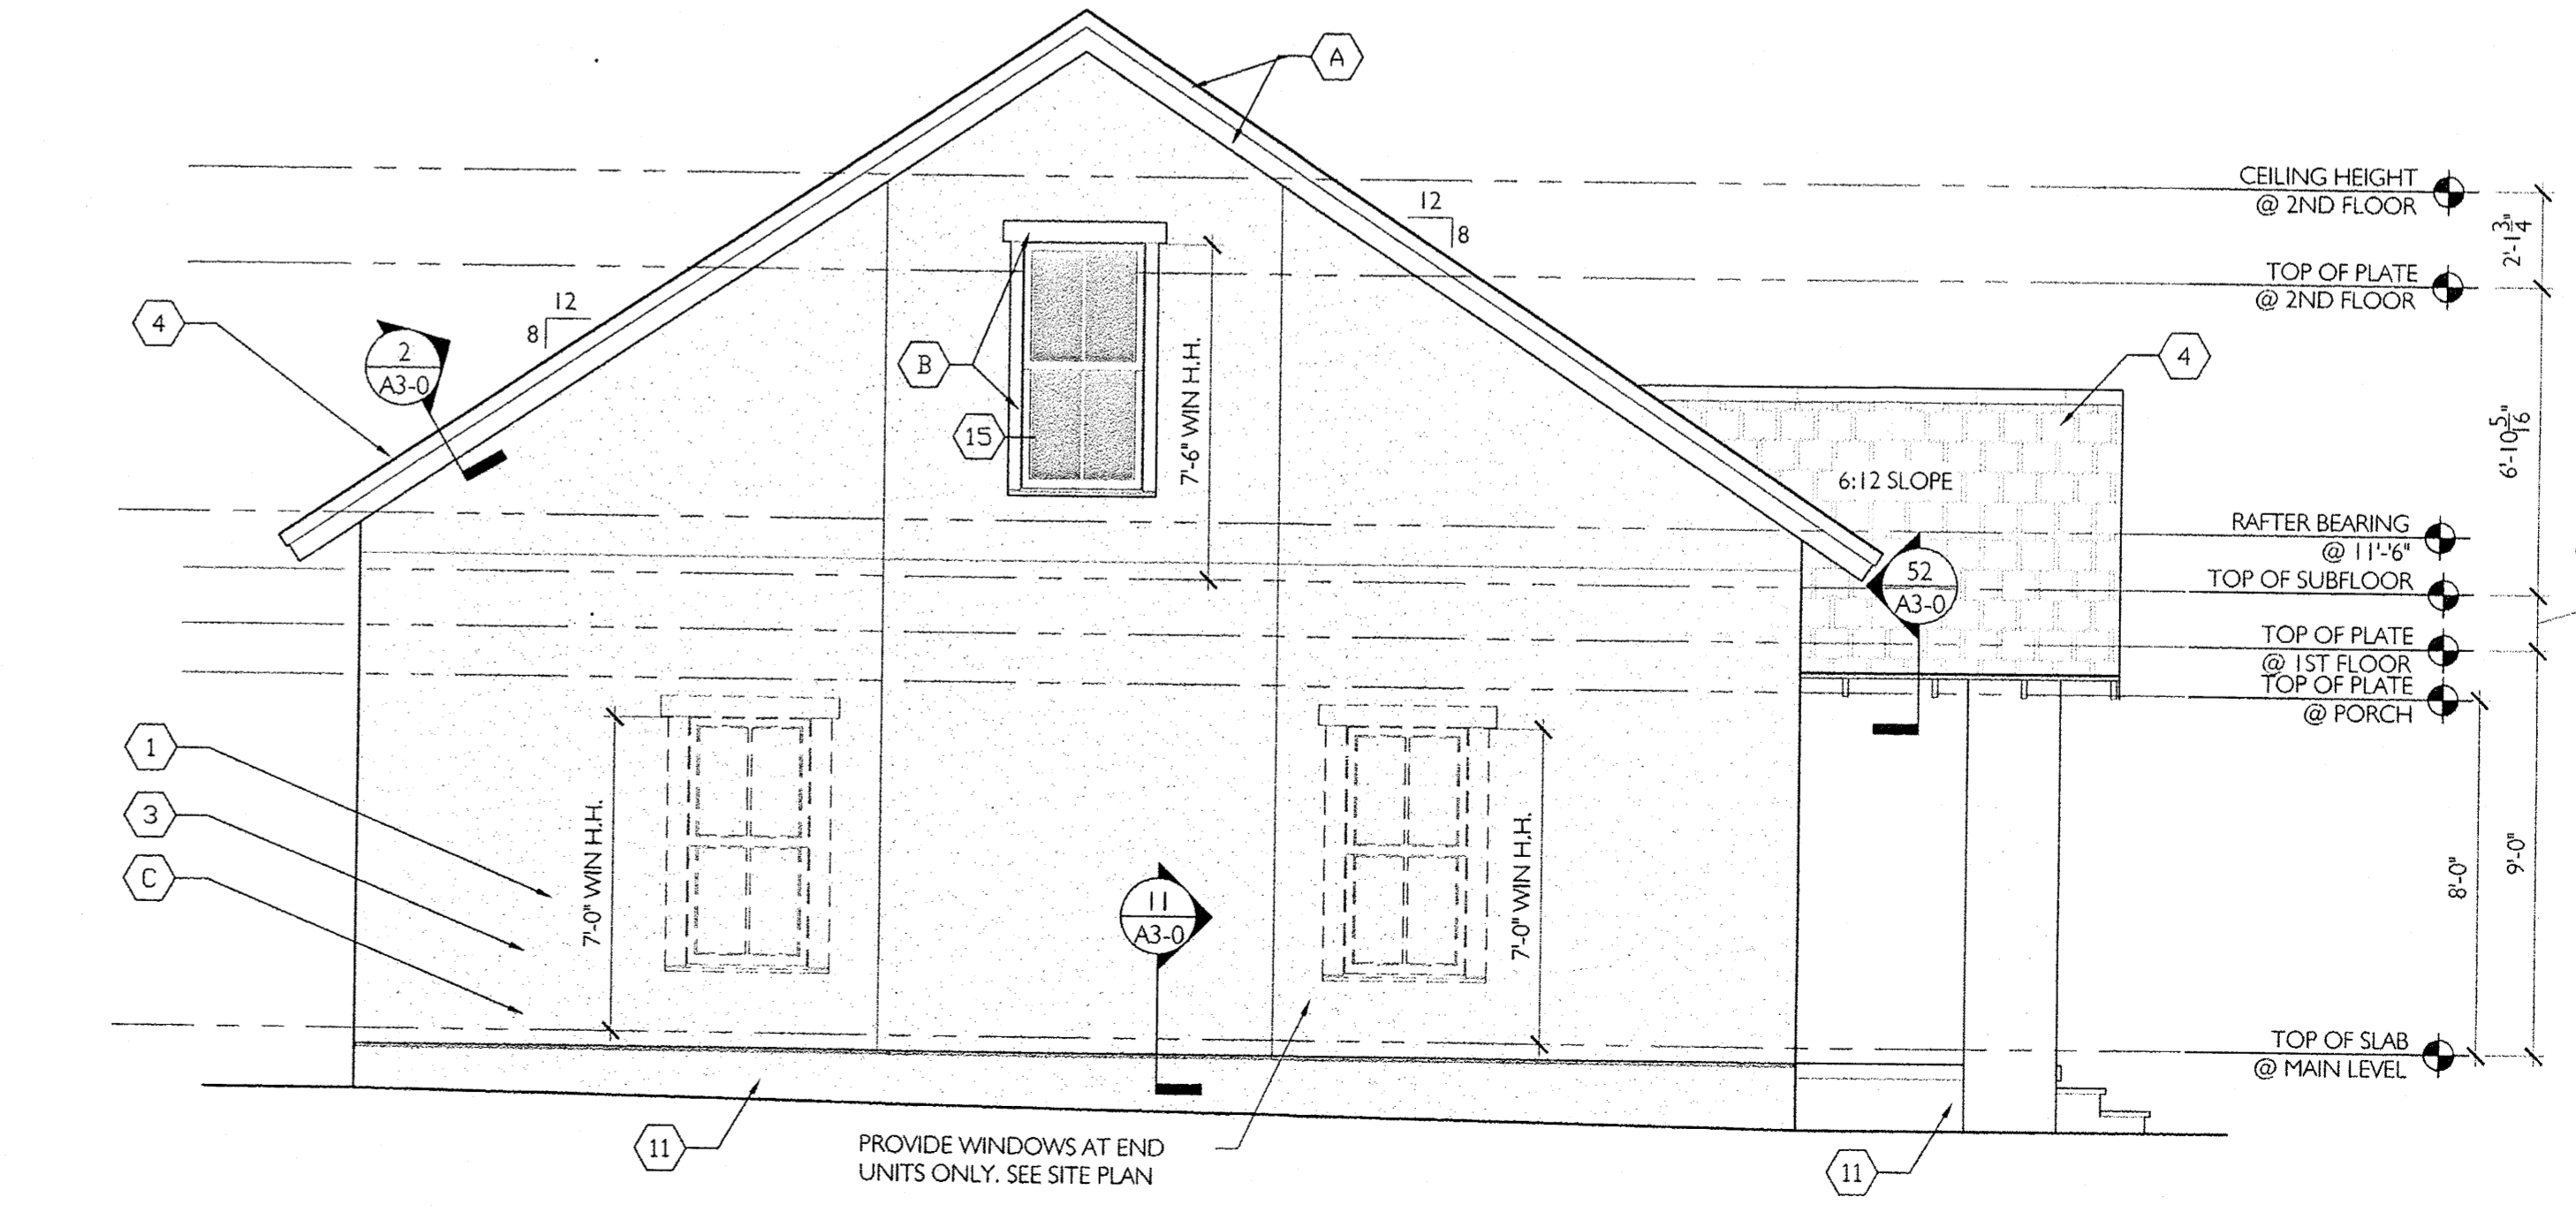 A
CEILING HEIGHT
@ 2ND FLOOR
12
8
2'-1 3/4"
TOP OF PLATE
@ 2ND FLOOR
12
8
4
2
A3-0
B
15
7'-6" WIN H.H.
4
6:12 SLOPE
6'-10 5/16"
RAFTER BEARING
@ 11'-'6"
TOP OF SUBFLOOR
52
A3-0
TOP OF PLATE
@ 1ST FLOOR
TOP OF PLATE
@ PORCH
1
3
C
7'-0" WIN H.H.
11
A3-0
7'-0" WIN H.H.
8'-0"
9'-0"
TOP OF SLAB
@ MAIN LEVEL
11
PROVIDE WINDOWS AT END
UNITS ONLY. SEE SITE PLAN
11